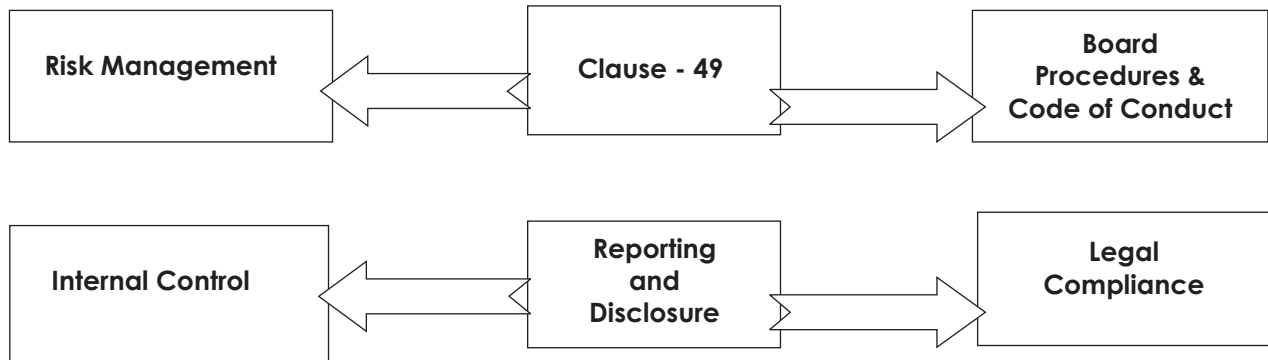 Risk Management
Clause - 49
Board
Procedures &
Code of Conduct
Internal Control
Reporting
and
Disclosure
Legal
Compliance